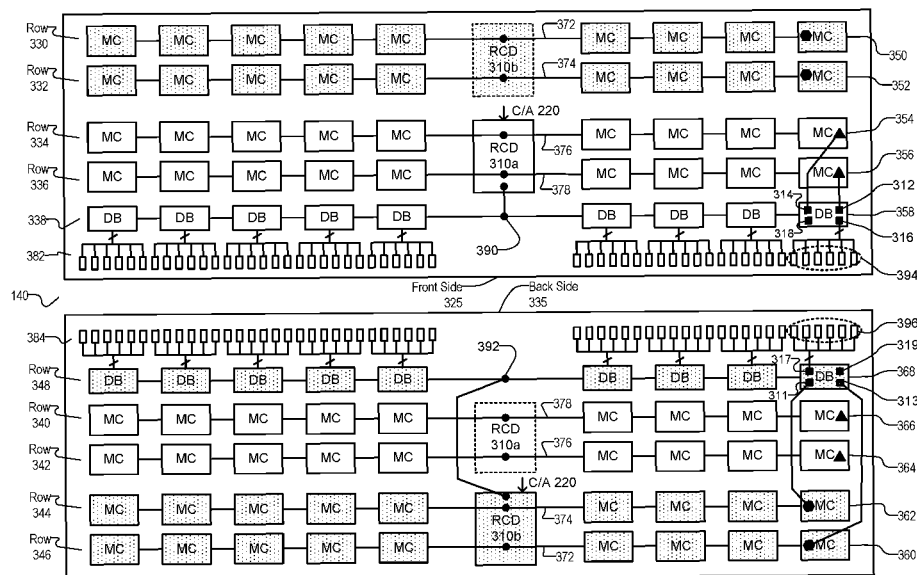 Row 330 MC MC MC MC MC RCD 310b 372 MC MC MC MC 350
Row 332 MC MC MC MC MC 374 MC MC MC MC 352
C/A 220
Row 334 MC MC MC MC MC RCD 310a 376 MC MC MC MC 354
Row 336 MC MC MC MC MC 378 MC MC MC MC 356
314 312
338 DB DB DB DB DB DB DB DB DB 358
318 316
382 390 394
Front Side 325 Back Side 335
140
384 392 396
317 319
Row 348 DB DB DB DB DB DB DB DB DB 368
311 313
Row 340 MC MC MC MC MC RCD 310a 378 MC MC MC MC 366
Row 342 MC MC MC MC MC 376 MC MC MC MC 364
C/A 220
Row 344 MC MC MC MC MC RCD 310b 374 MC MC MC MC 362
Row 346 MC MC MC MC MC 372 MC MC MC MC 360